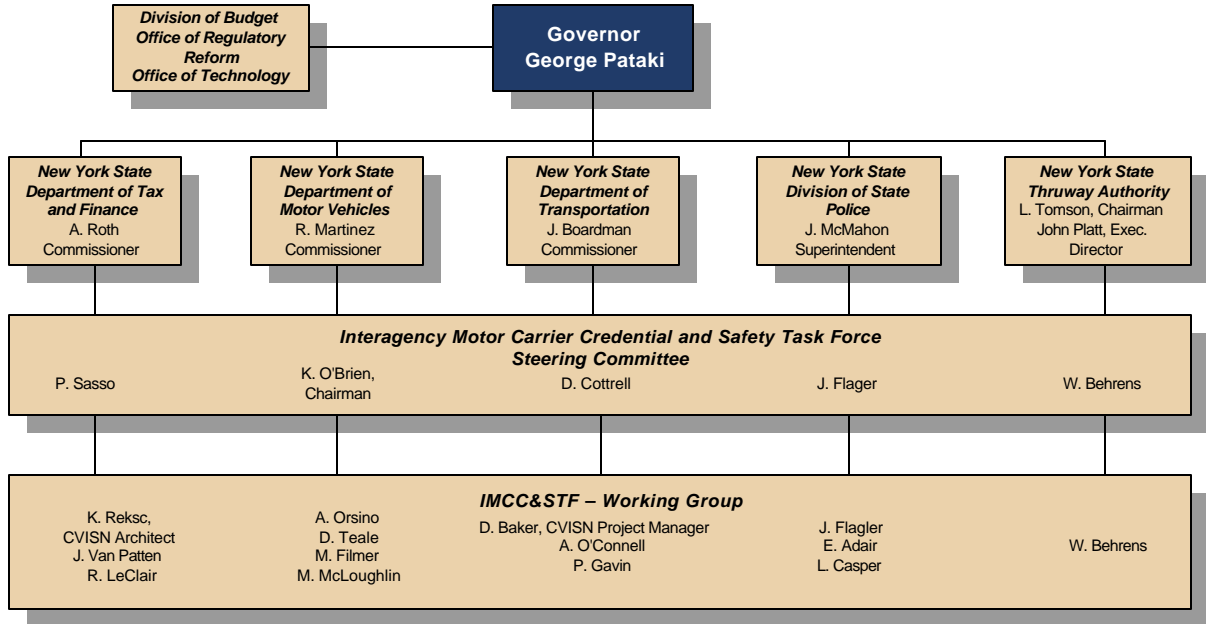 Division of Budget
Office of Regulatory
Reform
Office of Technology
Governor
George Pataki
New York State
Department of Tax
and Finance
A. Roth
Commissioner
New York State
Department of
Motor Vehicles
R. Martinez
Commissioner
New York State
Department of
Transportation
J. Boardman
Commissioner
New York State
Division of State
Police
J. McMahon
Superintendent
New York State
Thruway Authority
L. Tomson, Chairman
John Platt, Exec.
Director
Interagency Motor Carrier Credential and Safety Task Force
Steering Committee
P. Sasso
K. O'Brien,
Chairman
D. Cottrell
J. Flager
W. Behrens
IMCC&STF – Working Group
K. Reksc,
CVISN Architect
J. Van Patten
R. LeClair
A. Orsino
D. Teale
M. Filmer
M. McLoughlin
D. Baker, CVISN Project Manager
A. O'Connell
P. Gavin
J. Flagler
E. Adair
L. Casper
W. Behrens